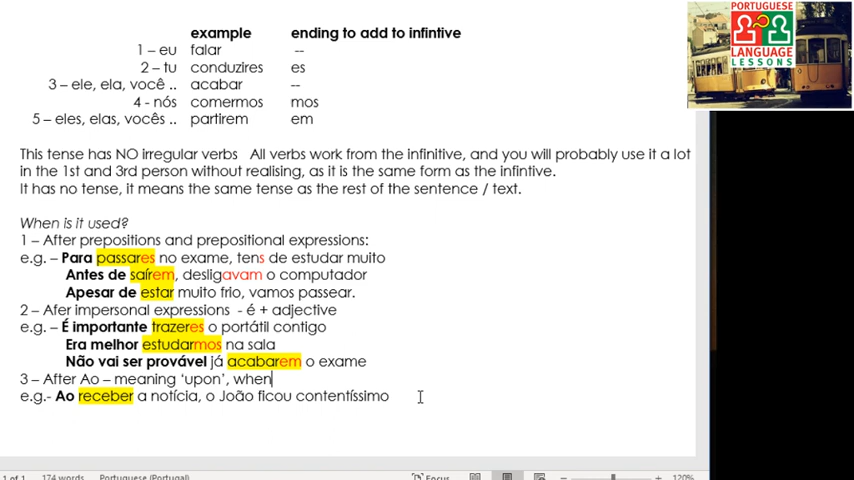 PORTUGUESE
LANGUAGE
LESSONS
example ending to add to infintive
1 – eu falar --
2 – tu conduzires es
3 – ele, ela, você .. acabar --
4 - nós comermos mos
5 – eles, elas, vocês .. partirem em
This tense has NO irregular verbs All verbs work from the infinitive, and you will probably use it a lot
in the 1st and 3rd person without realising, as it is the same form as the infintive.
It has no tense, it means the same tense as the rest of the sentence / text.
When is it used?
1 – After prepositions and prepositional expressions:
e.g. – Para passares no exame, tens de estudar muito
Antes de saírem, desligavam o computador
Apesar de estar muito frio, vamos passear.
2 – Afer impersonal expressions - é + adjective
e.g. – É importante trazeres o portátil contigo
Era melhor estudarmos na sala
Não vai ser provável já acabarem o exame
3 – After Ao – meaning ‘upon’, when
e.g.- Ao receber a notícia, o João ficou contentíssimo
1 of 1 174 words Portuguese (Portugal) Focus 120%